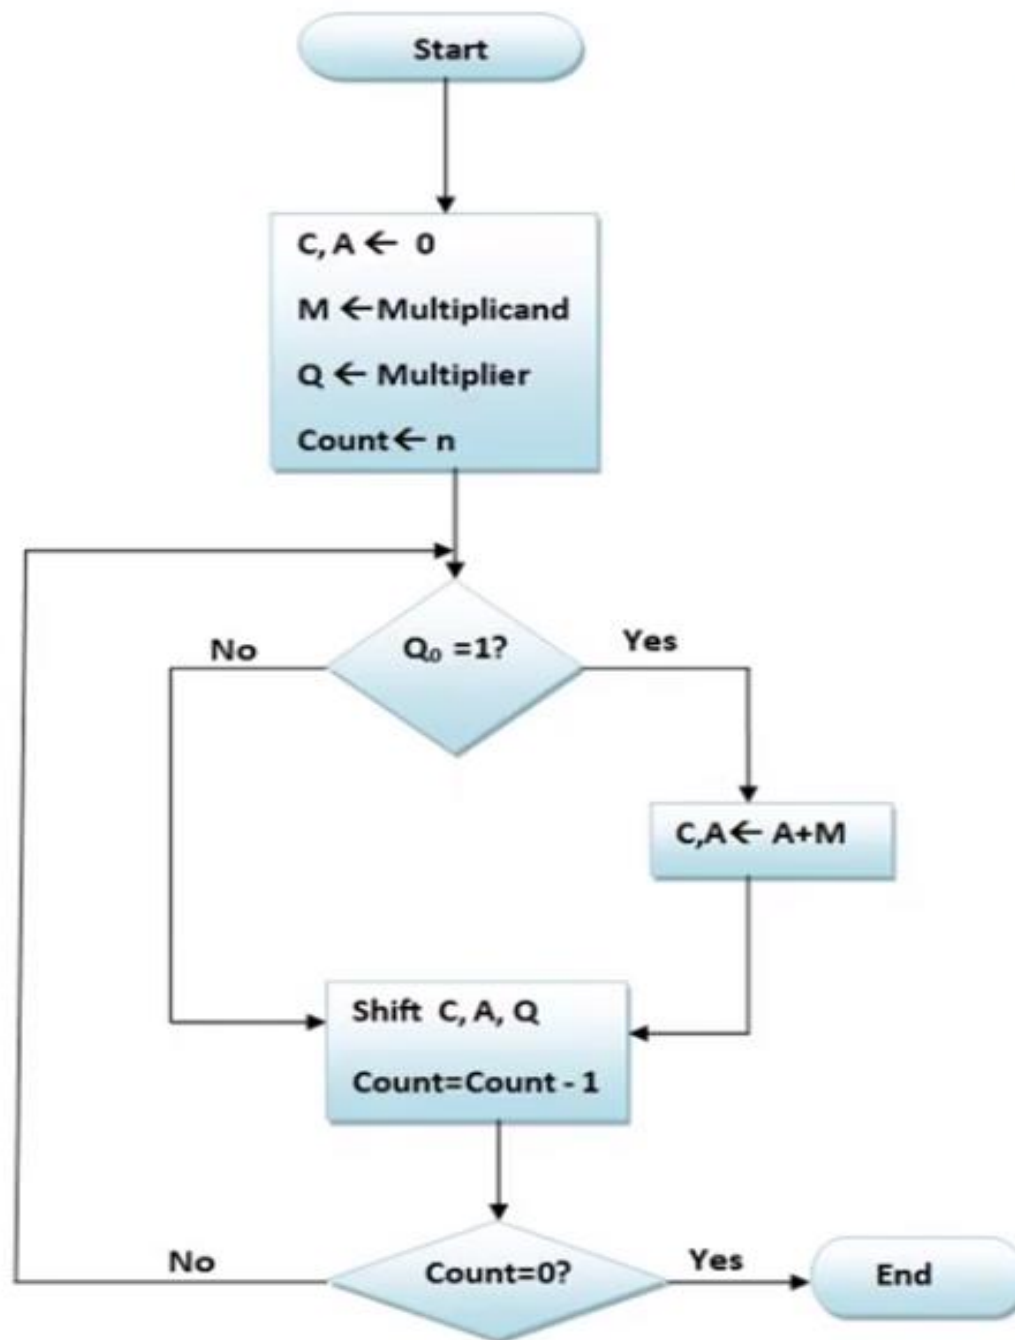 Start
C, A ← 0
M ←Multiplicand
Q ← Multiplier
Count← n
Q₀ =1?
No
Yes
C,A← A+M
Shift C, A, Q
Count=Count - 1
Count=0?
No
Yes
End